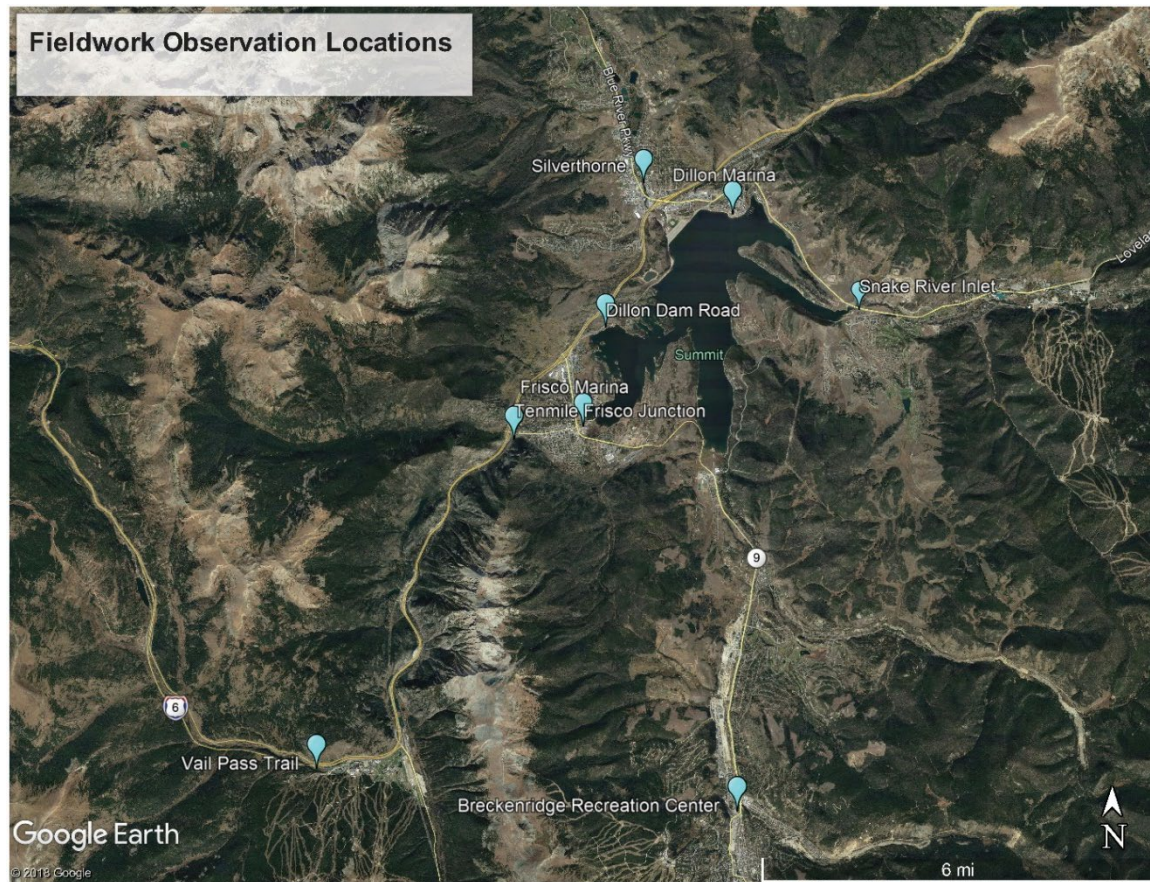 Fieldwork Observation Locations
Blue River Pkwy
Silverthorne
Dillon Marina
Snake River Inlet
Dillon Dam Road
Summit
Frisco Marina
Tenmile Frisco Junction
9
6
Vail Pass Trail
Breckenridge Recreation Center
N
Google Earth
© 2018 Google
6 mi